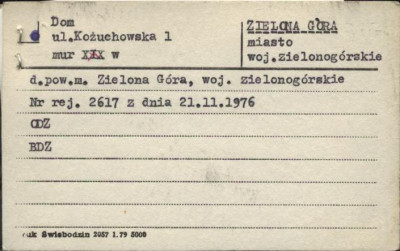 Dom
ul.Kożuchowska 1
mur XIX w
ZIELONA GÓRA
miasto
woj.zielonogórskie
d.pow.m. Zielona Góra, woj. zielonogórskie
Nr rej. 2617 z dnia 21.11.1976
ODZ
BDZ
Świebodzin 2057 1.79 5000